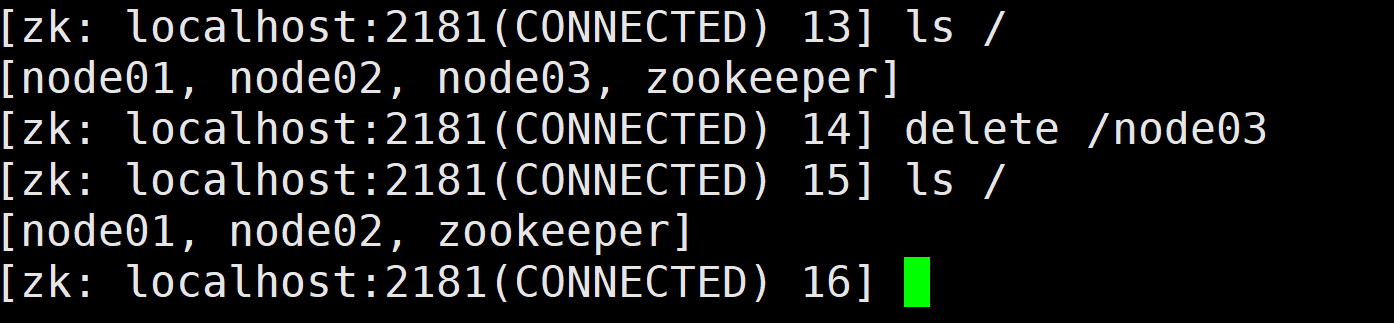 [zk: localhost:2181(CONNECTED) 13] ls /
[node01, node02, node03, zookeeper]
[zk: localhost:2181(CONNECTED) 14] delete /node03
[zk: localhost:2181(CONNECTED) 15] ls /
[node01, node02, zookeeper]
[zk: localhost:2181(CONNECTED) 16]